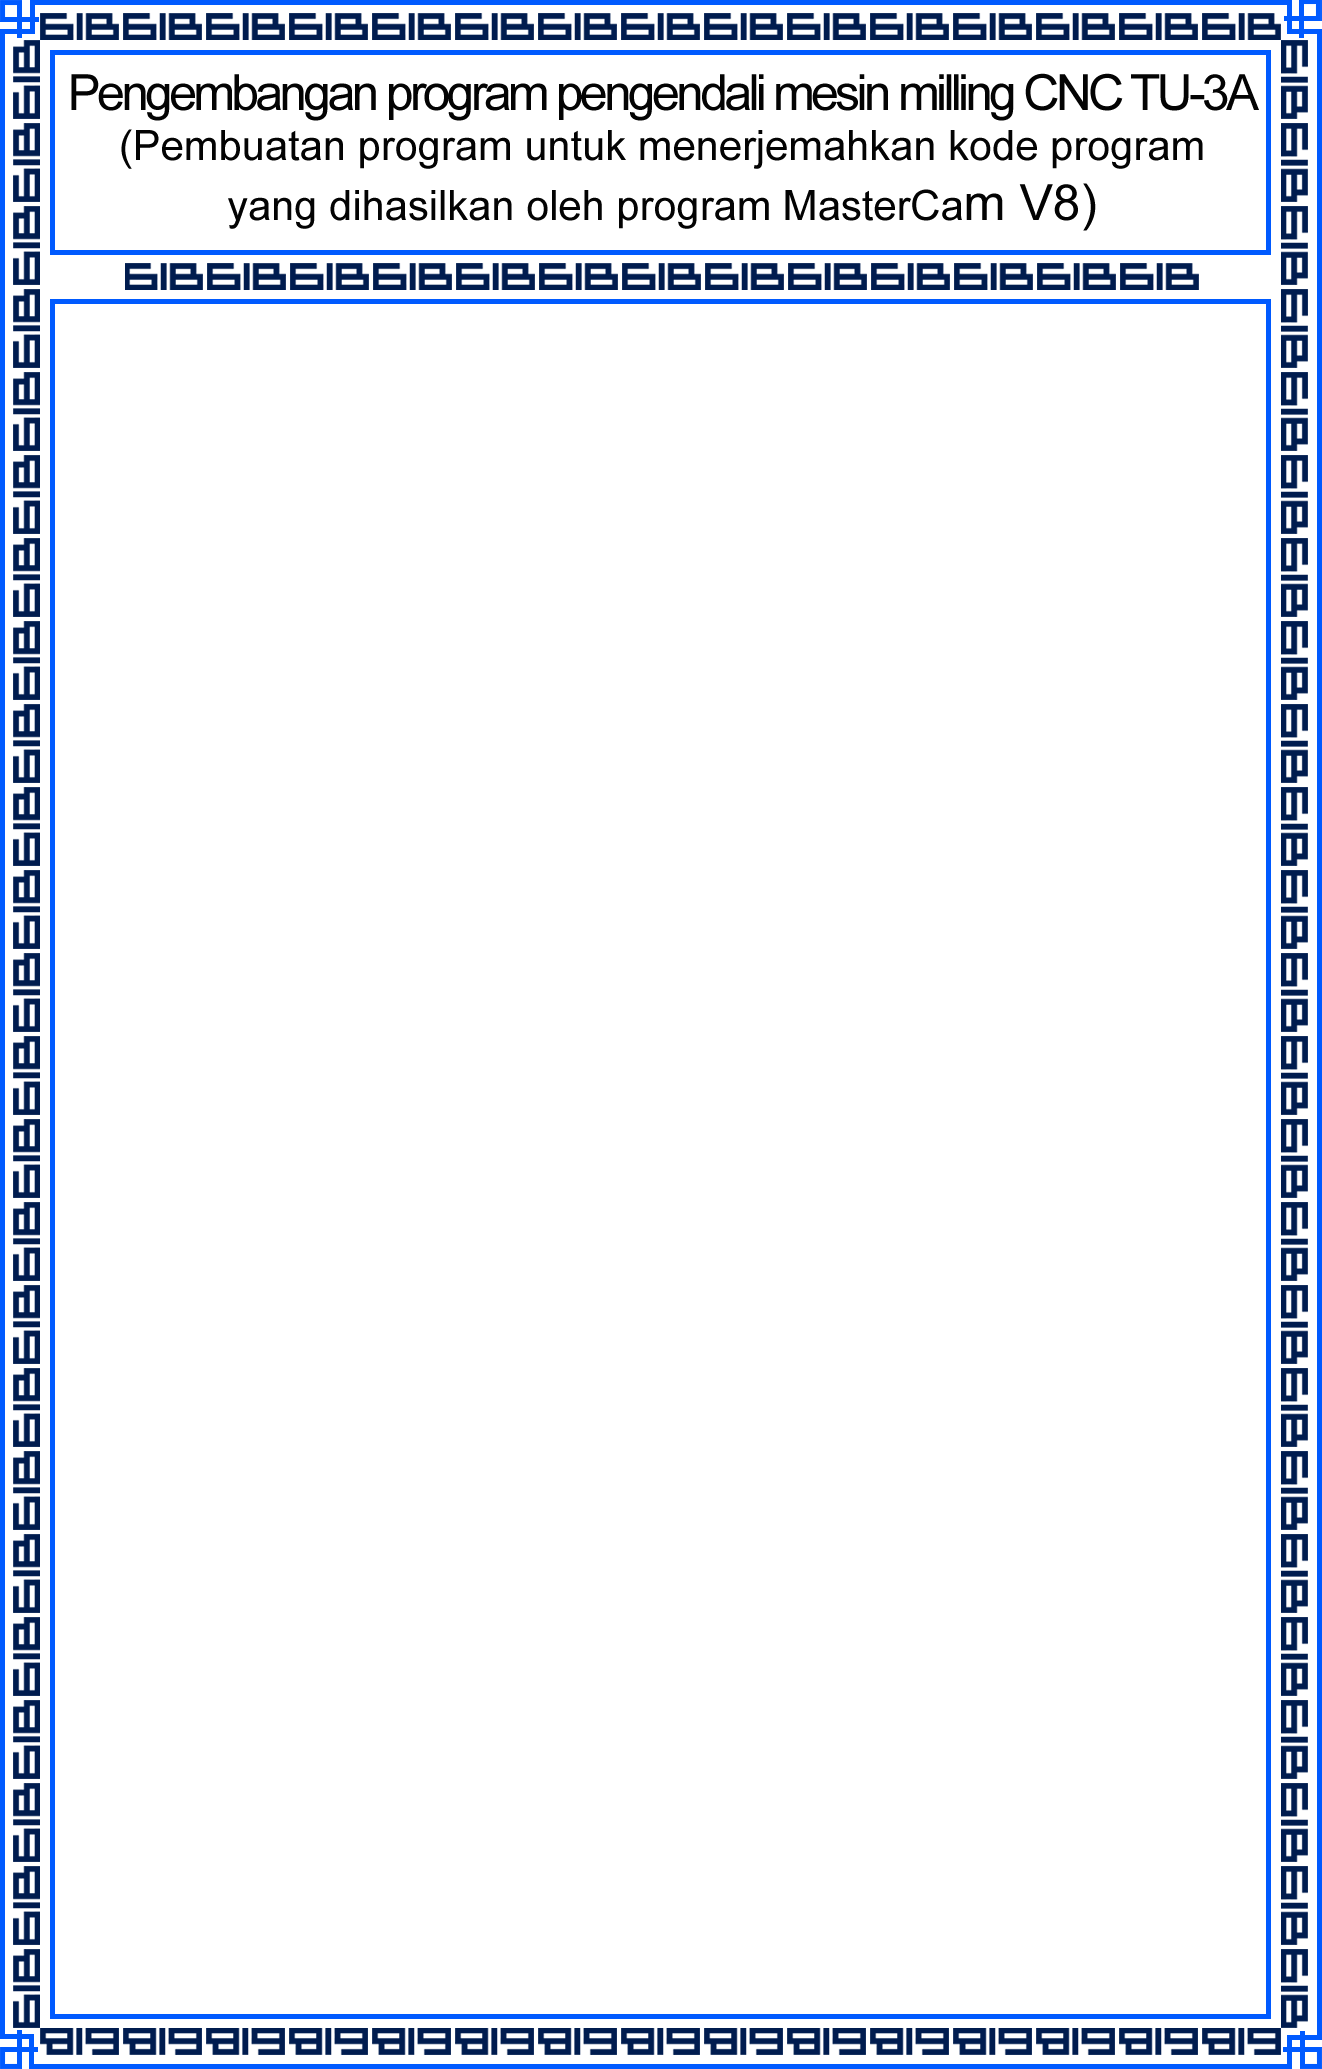 Pengembangan program pengendali mesin milling CNC TU-3A
(Pembuatan program untuk menerjemahkan kode program
yang dihasilkan oleh program MasterCam V8)